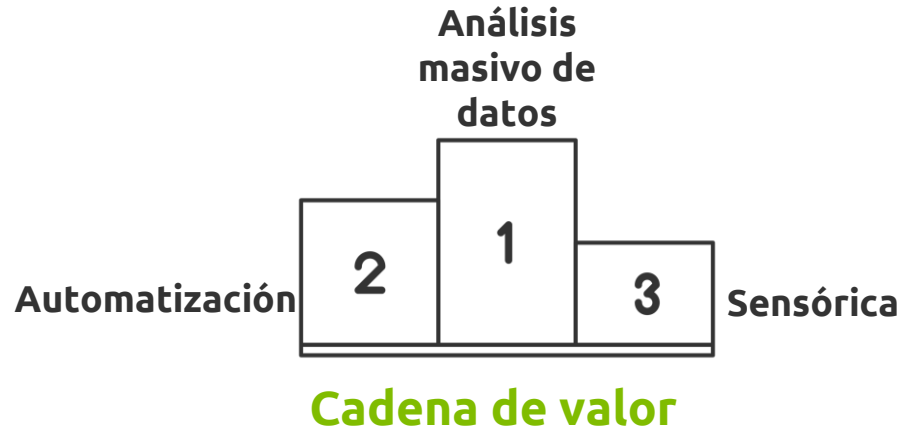 Análisis
masivo de
datos
1
2
3
Automatización
Sensórica
Cadena de valor